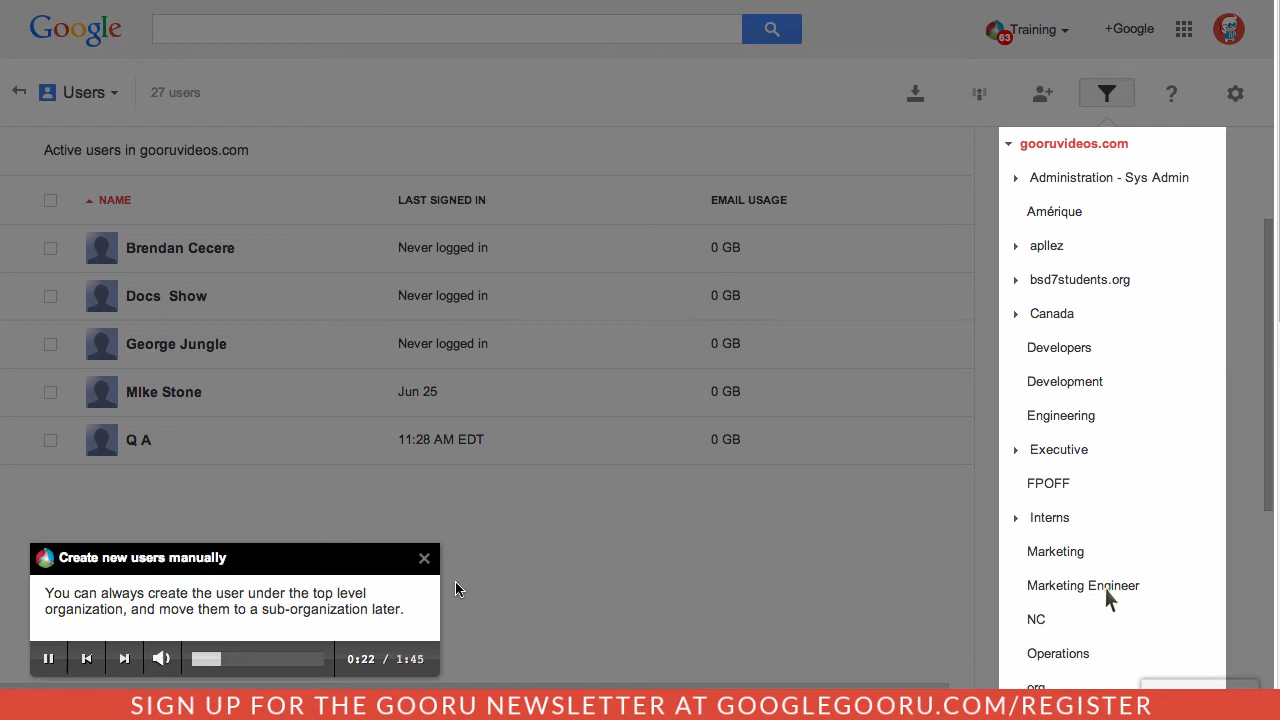 Google
63 Training
+Google
Users
27 users
Active users in gooruvideos.com
NAME LAST SIGNED IN EMAIL USAGE
Brendan Cecere Never logged in 0 GB
Docs Show Never logged in 0 GB
George Jungle Never logged in 0 GB
MIke Stone Jun 25 0 GB
Q A 11:28 AM EDT 0 GB
gooruvideos.com
Administration - Sys Admin
Amérique
apllez
bsd7students.org
Canada
Developers
Development
Engineering
Executive
FPOFF
Interns
Marketing
Marketing Engineer
NC
Operations
org
Create new users manually
You can always create the user under the top level
organization, and move them to a sub-organization later.
0:22 / 1:45
SIGN UP FOR THE GOORU NEWSLETTER AT GOOGLEGOORU.COM/REGISTER